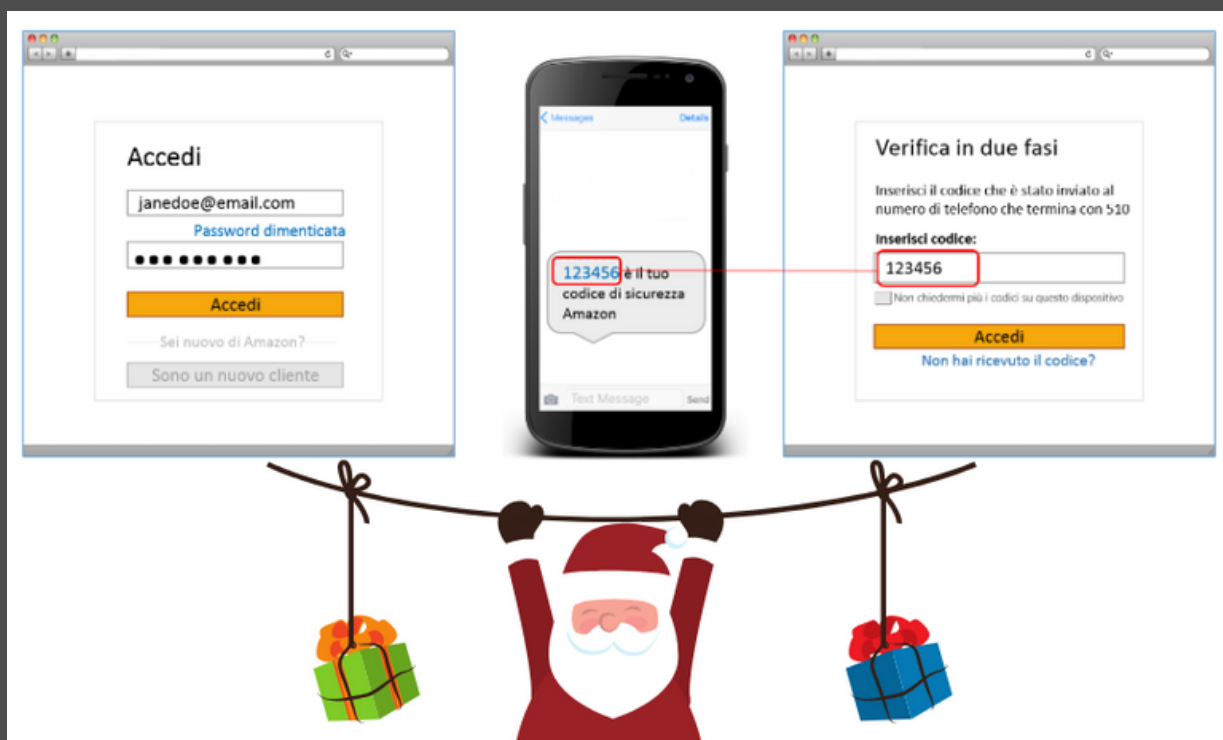 Accedi
janedoe@email.com
Password dimenticata
Accedi
Sei nuovo di Amazon?
Sono un nuovo cliente
Messages
Details
123456 è il tuo
codice di sicurezza
Amazon
Text Message
Send
Verifica in due fasi
Inserisci il codice che è stato inviato al
numero di telefono che termina con 510
Inserisci codice:
123456
Non chiedermi più i codici su questo dispositivo
Accedi
Non hai ricevuto il codice?